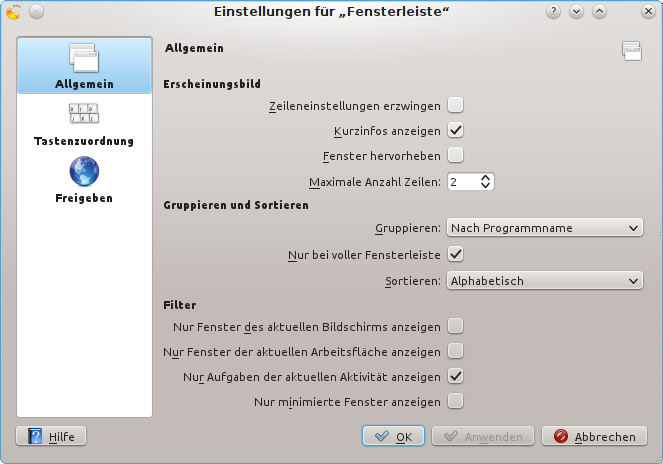 Einstellungen für „Fensterleiste“
Allgemein
Tastenzuordnung
Freigeben
Allgemein
Erscheinungsbild
Zeileneinstellungen erzwingen
Kurzinfos anzeigen
Fenster hervorheben
Maximale Anzahl Zeilen: 2
Gruppieren und Sortieren
Gruppieren: Nach Programmname
Nur bei voller Fensterleiste
Sortieren: Alphabetisch
Filter
Nur Fenster des aktuellen Bildschirms anzeigen
Nur Fenster der aktuellen Arbeitsfläche anzeigen
Nur Aufgaben der aktuellen Aktivität anzeigen
Nur minimierte Fenster anzeigen
Hilfe OK Anwenden Abbrechen